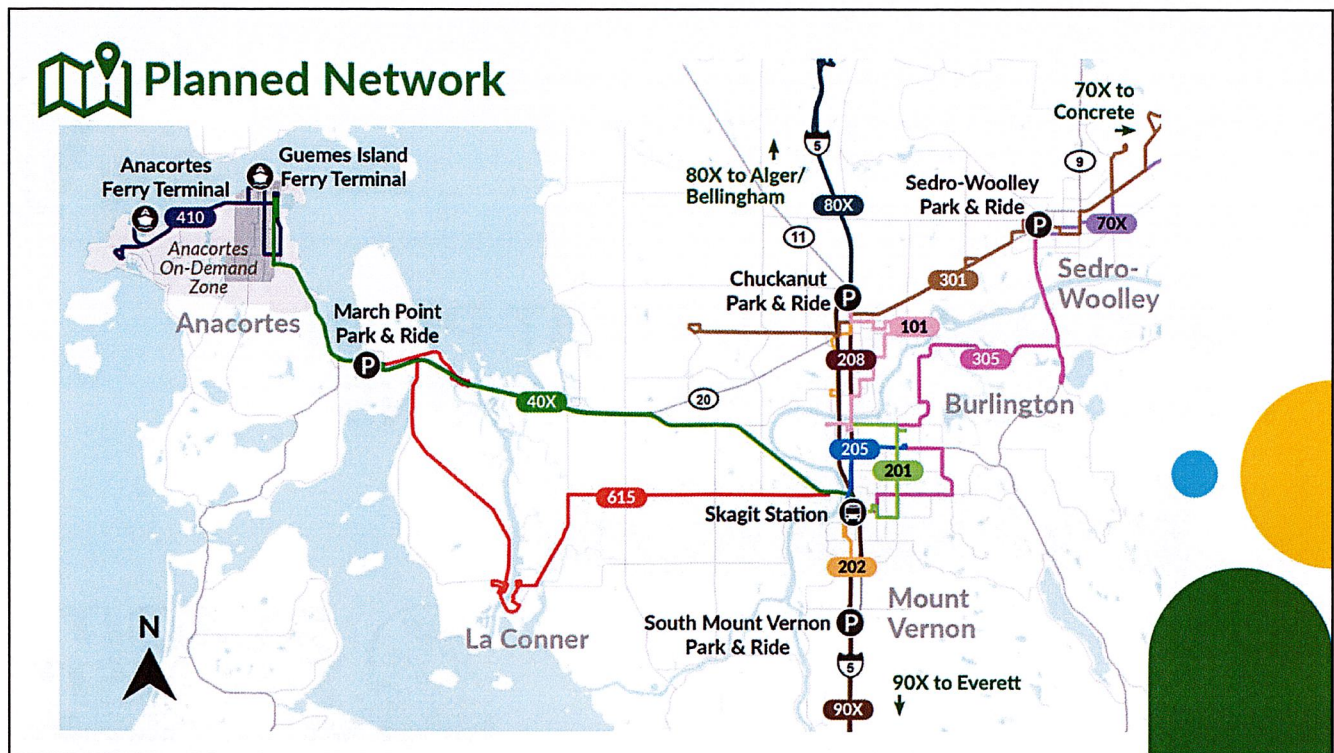 Planned Network
70X to
Concrete
Anacortes
Ferry Terminal
Guemes Island
Ferry Terminal
410
Anacortes
On-Demand
Zone
Anacortes
March Point
Park & Ride
5
80X to Alger/
Bellingham
80X
11
9
Sedro-Woolley
Park & Ride
P
70X
Sedro-
Woolley
301
Chuckanut
Park & Ride
P
101
208
305
Burlington
P
40X
20
205
201
615
Skagit Station
202
Mount
Vernon
South Mount Vernon
Park & Ride
P
La Conner
N
5
90X to Everett
90X